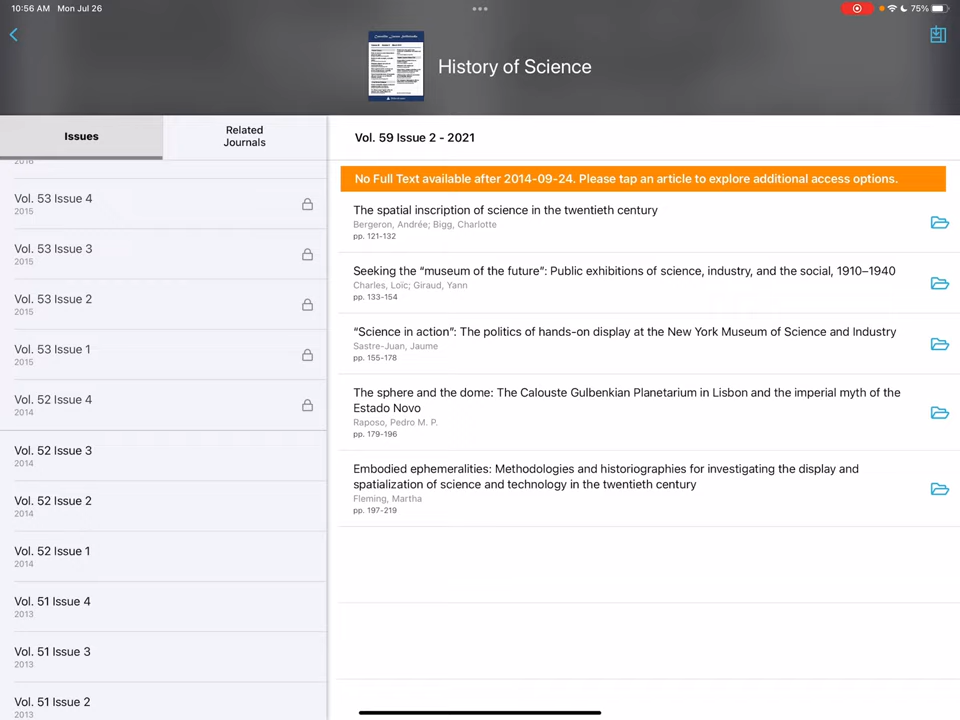 10:56 AM Mon Jul 26
75%
History of Science
Issues
Related
Journals
Vol. 59 Issue 2 - 2021
2016
No Full Text available after 2014-09-24. Please tap an article to explore additional access options.
Vol. 53 Issue 4
2015
Vol. 53 Issue 3
2015
Vol. 53 Issue 2
2015
Vol. 53 Issue 1
2015
Vol. 52 Issue 4
2014
Vol. 52 Issue 3
2014
Vol. 52 Issue 2
2014
Vol. 52 Issue 1
2014
Vol. 51 Issue 4
2013
Vol. 51 Issue 3
2013
Vol. 51 Issue 2
2013
The spatial inscription of science in the twentieth century
Bergeron, Andrée; Bigg, Charlotte
pp. 121-132
Seeking the “museum of the future”: Public exhibitions of science, industry, and the social, 1910–1940
Charles, Loïc; Giraud, Yann
pp. 133-154
“Science in action”: The politics of hands-on display at the New York Museum of Science and Industry
Sastre-Juan, Jaume
pp. 155-178
The sphere and the dome: The Calouste Gulbenkian Planetarium in Lisbon and the imperial myth of the
Estado Novo
Raposo, Pedro M. P.
pp. 179-196
Embodied ephemeralities: Methodologies and historiographies for investigating the display and
spatialization of science and technology in the twentieth century
Fleming, Martha
pp. 197-219